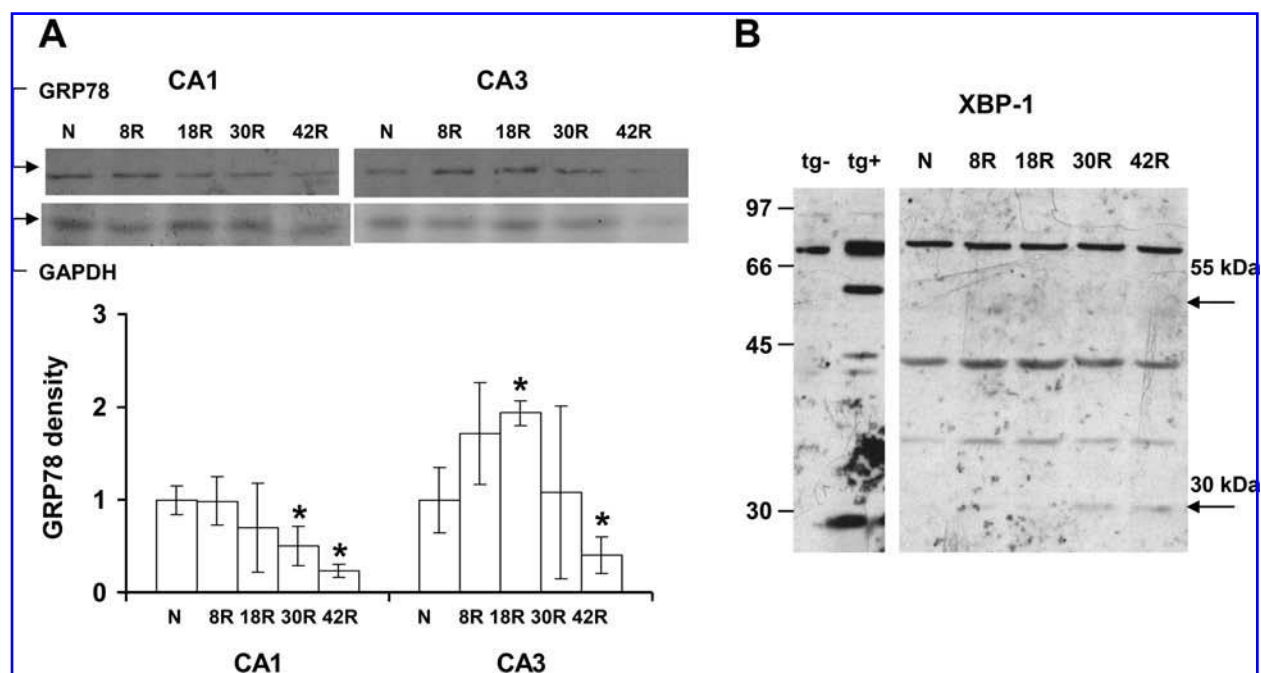 A
CA1
CA3
GRP78
N 8R 18R 30R 42R
N 8R 18R 30R 42R
GAPDH
GRP78 density
3
2
1
0
* * * *
N 8R 18R 30R 42R
N 8R 18R 30R 42R
CA1
CA3
B
XBP-1
tg- tg+ N 8R 18R 30R 42R
97
66
45
30
55 kDa
30 kDa